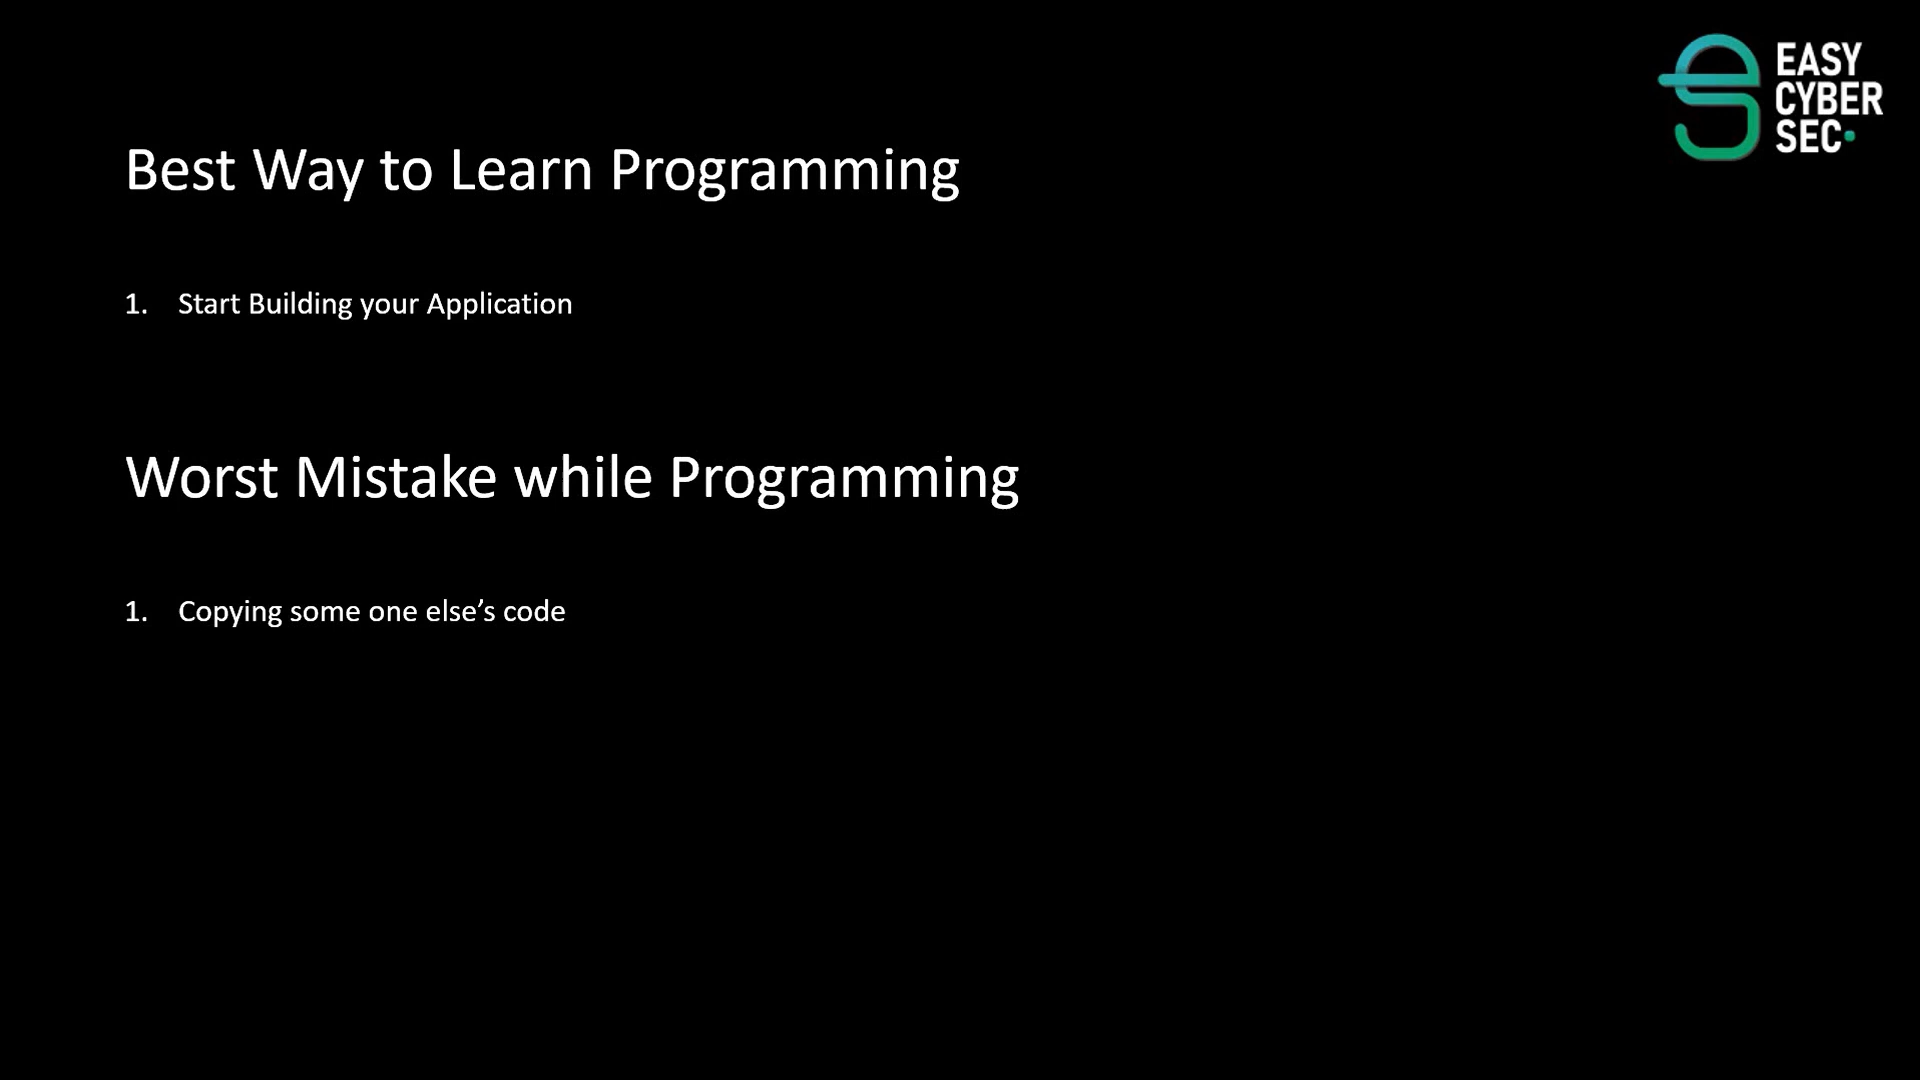 EASY
CYBER
SEC
Best Way to Learn Programming
1. Start Building your Application
Worst Mistake while Programming
1. Copying some one else’s code